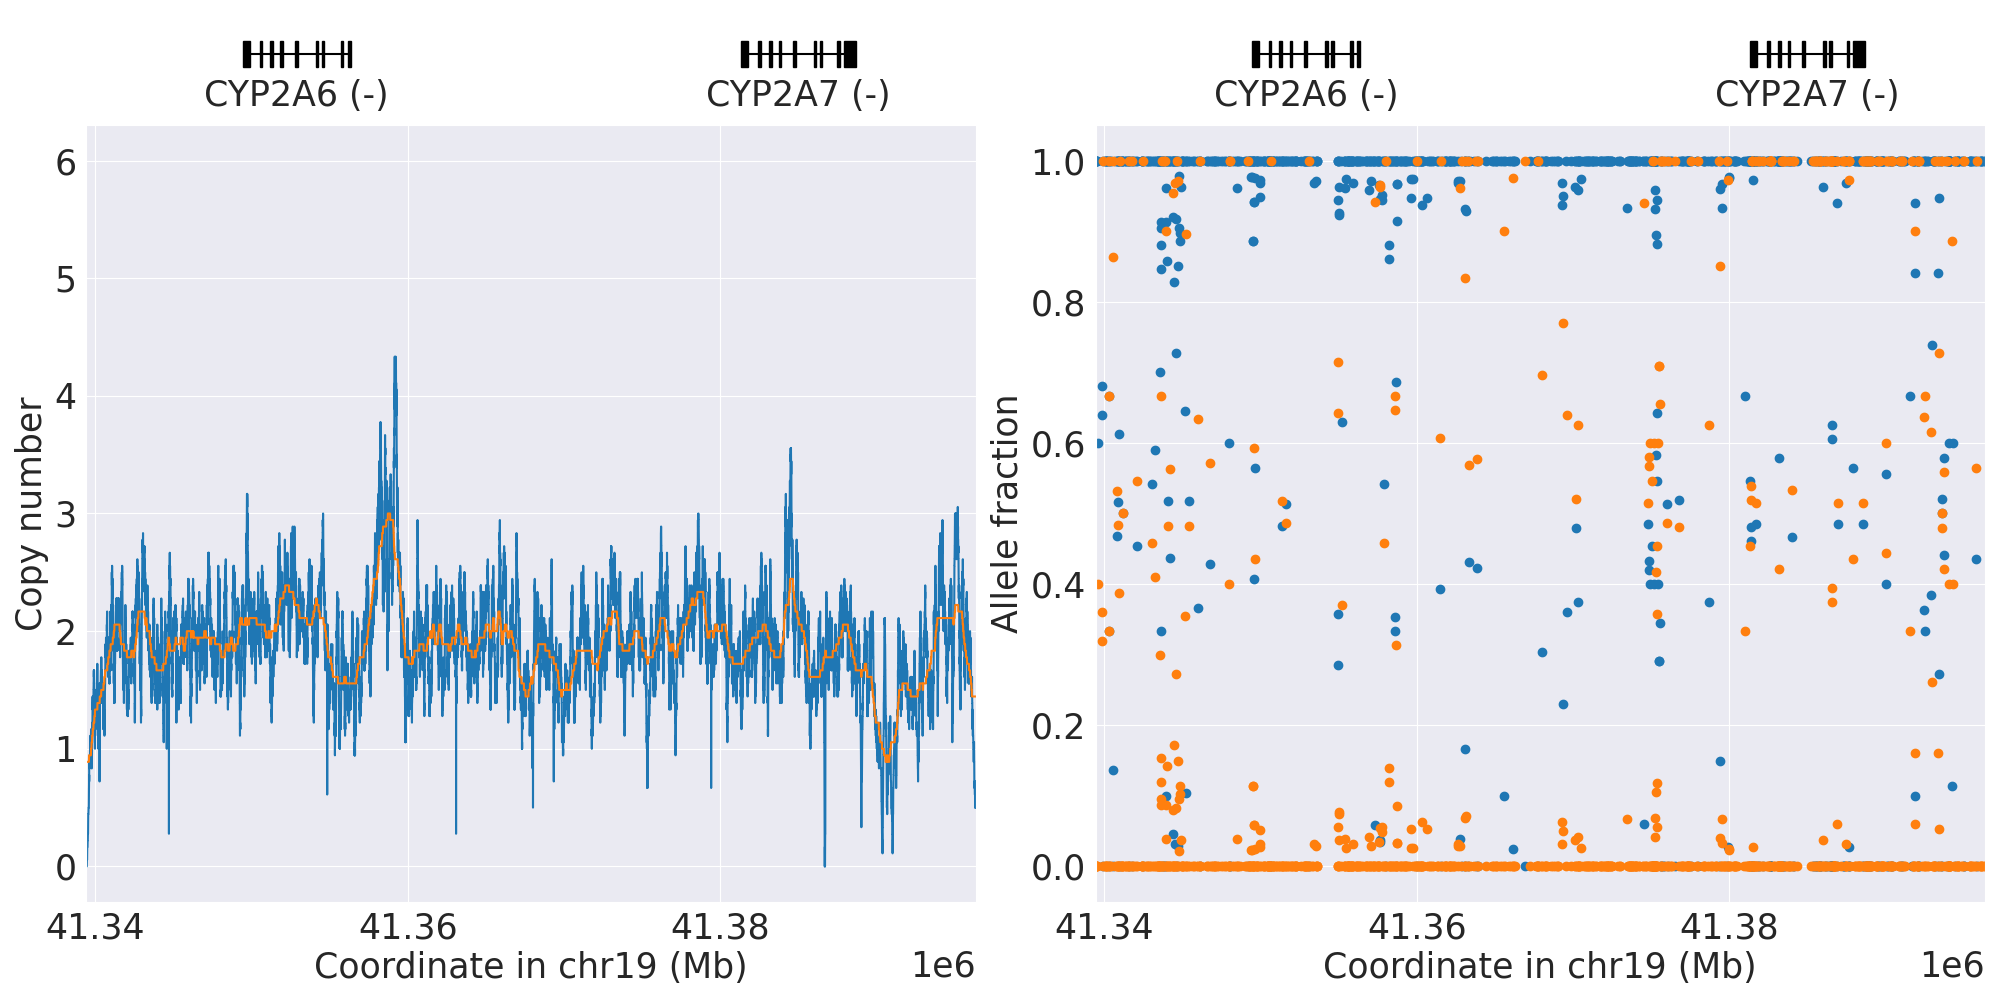 CYP2A6 (-)
CYP2A7 (-)
6
5
4
3
2
1
0
Copy number
41.34
41.36
41.38
Coordinate in chr19 (Mb)
1e6
CYP2A6 (-)
CYP2A7 (-)
1.0
0.8
0.6
0.4
0.2
0.0
Allele fraction
41.34
41.36
41.38
Coordinate in chr19 (Mb)
1e6